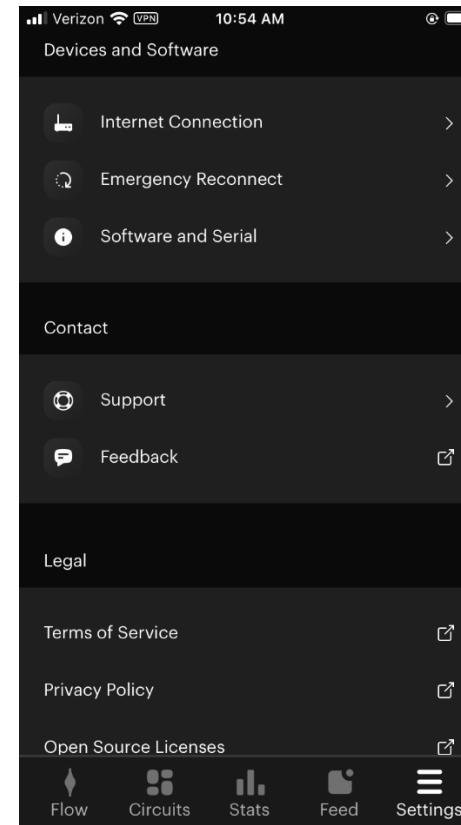 Verizon VPN 10:54 AM
Devices and Software
Internet Connection
Emergency Reconnect
Software and Serial
Contact
Support
Feedback
Legal
Terms of Service
Privacy Policy
Open Source Licenses
Flow Circuits Stats Feed Settings